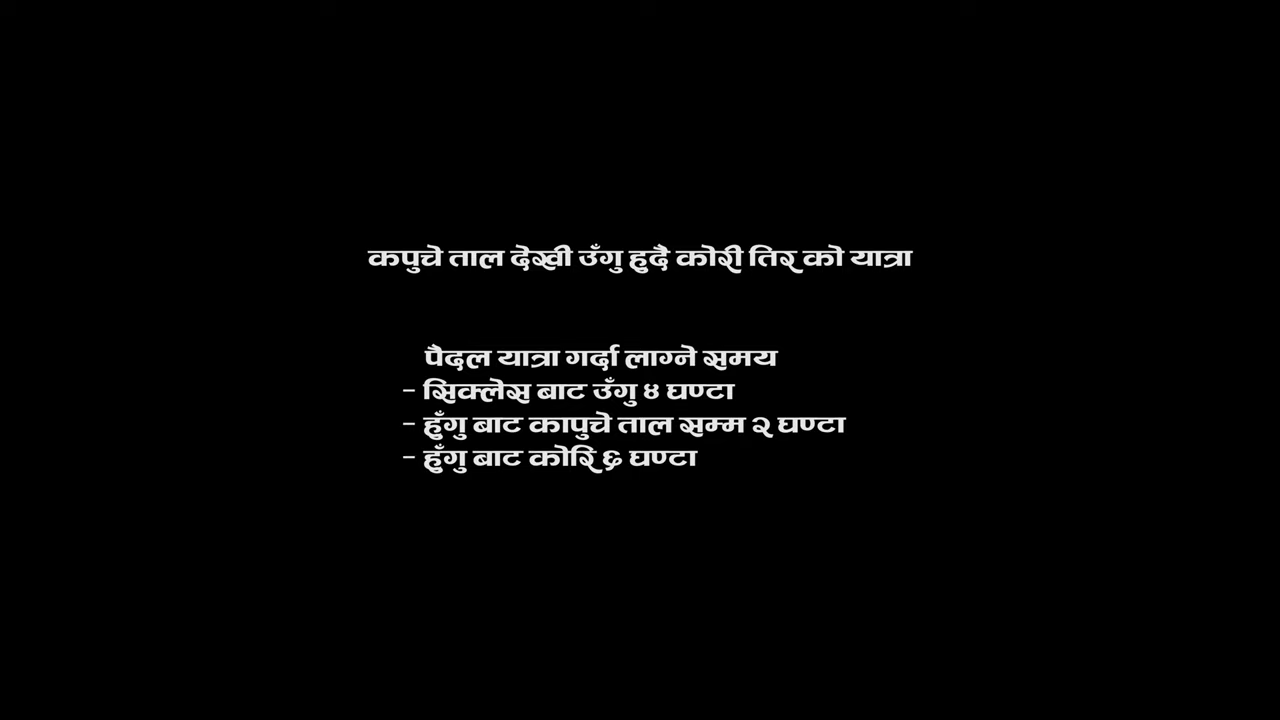 कपुचे ताल देखी उँगु हुदै कोरी तिर को यात्रा
पैदल यात्रा गर्दा लाग्ने समय
- सिक्लेस बाट उँगु ४ घण्टा
- हुँगु बाट कापुचे ताल सम्म २ घण्टा
- हुँगु बाट कोरि ६ घण्टा